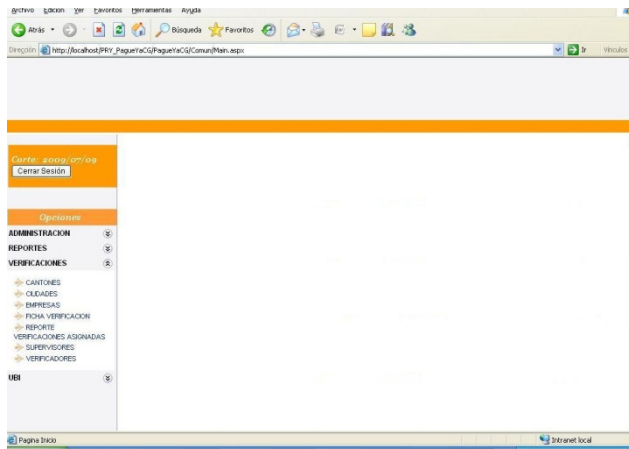 Archivo Edición Ver Favoritos Herramientas Ayuda
Atrás Búsqueda Favoritos
Dirección http://localhost/PRY_PagueYaCG/PagueYaCG/Comun/Main.aspx Ir Vínculos
Corte: 2009/07/09
Cerrar Sesión
Opciones
ADMINISTRACION
REPORTES
VERIFICACIONES
CANTONES
CIUDADES
EMPRESAS
FICHA VERIFICACION
REPORTE
VERIFICACIONES ASIGNADAS
SUPERVISORES
VERIFICADORES
UBI
Pagina Inicio Intranet local